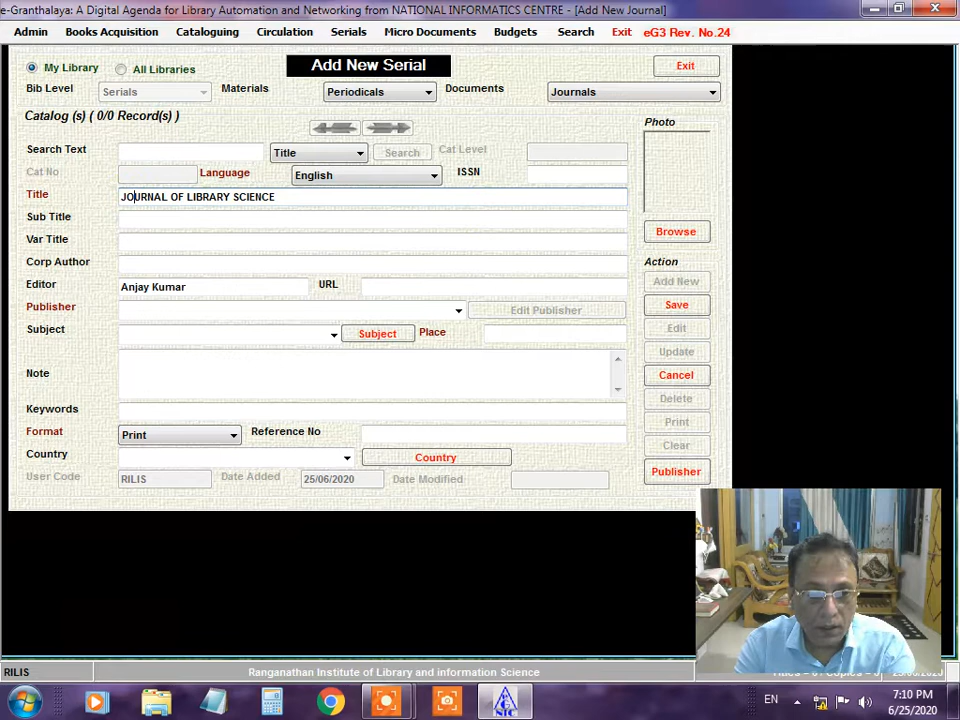 e-Granthalaya: A Digital Agenda for Library Automation and Networking from NATIONAL INFORMATICS CENTRE - [Add New Journal]
Admin Books Acquisition Cataloguing Circulation Serials Micro Documents Budgets Search Exit eG3 Rev. No.24
My Library All Libraries Add New Serial Exit
Bib Level Serials Materials Periodicals Documents Journals
Catalog (s) ( 0/0 Record(s) ) Photo
Search Text Title Search Cat Level
Cat No Language English ISSN
Title JOURNAL OF LIBRARY SCIENCE
Sub Title
Var Title Browse
Corp Author Action
Editor Anjay Kumar URL Add New
Publisher Edit Publisher Save
Subject Subject Place Edit
Update
Note Cancel
Keywords Delete
Format Print Reference No Print
Clear
Country Country
User Code RILIS Date Added 25/06/2020 Date Modified Publisher
RILIS Ranganathan Institute of Library and information Science
NIC
EN 7:10 PM
6/25/2020